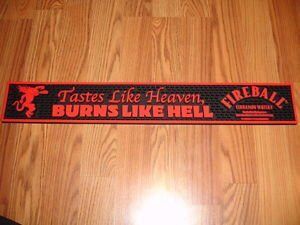 Tastes Like Heaven,
BURNS LIKE HELL
FIREBALL
CINNAMON WHISKY